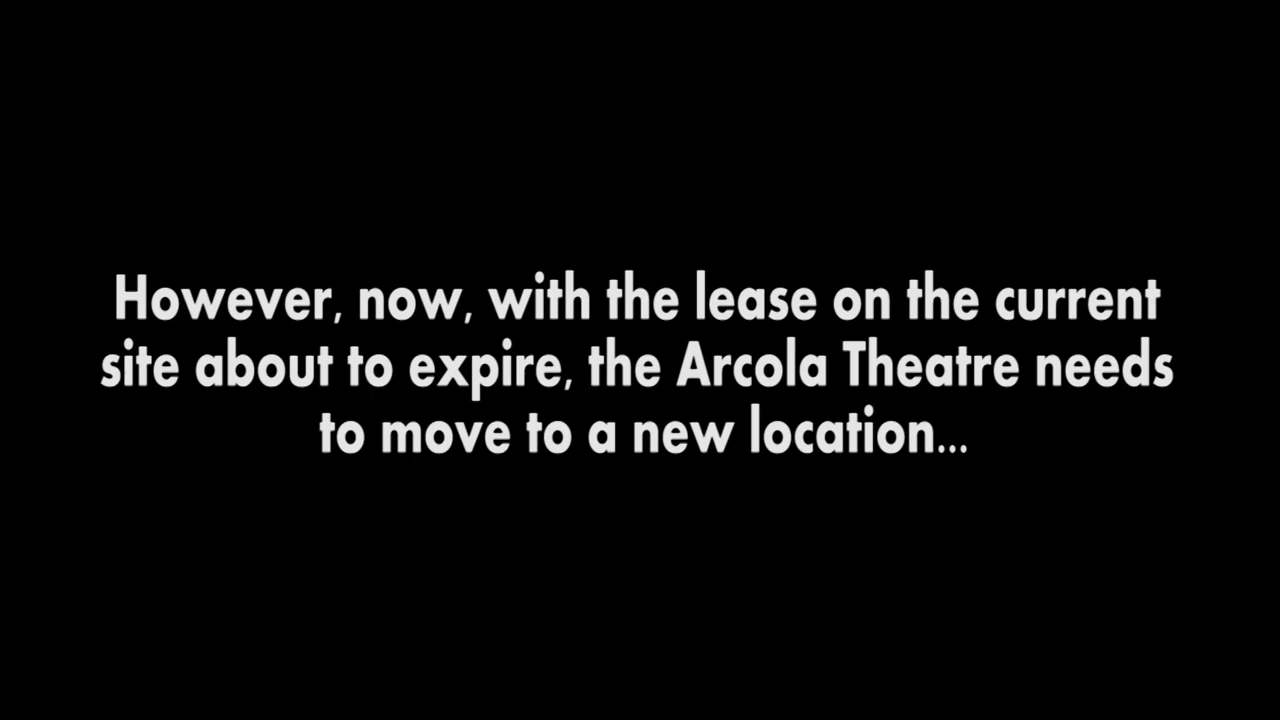 However, now, with the lease on the current
site about to expire, the Arcola Theatre needs
to move to a new location...